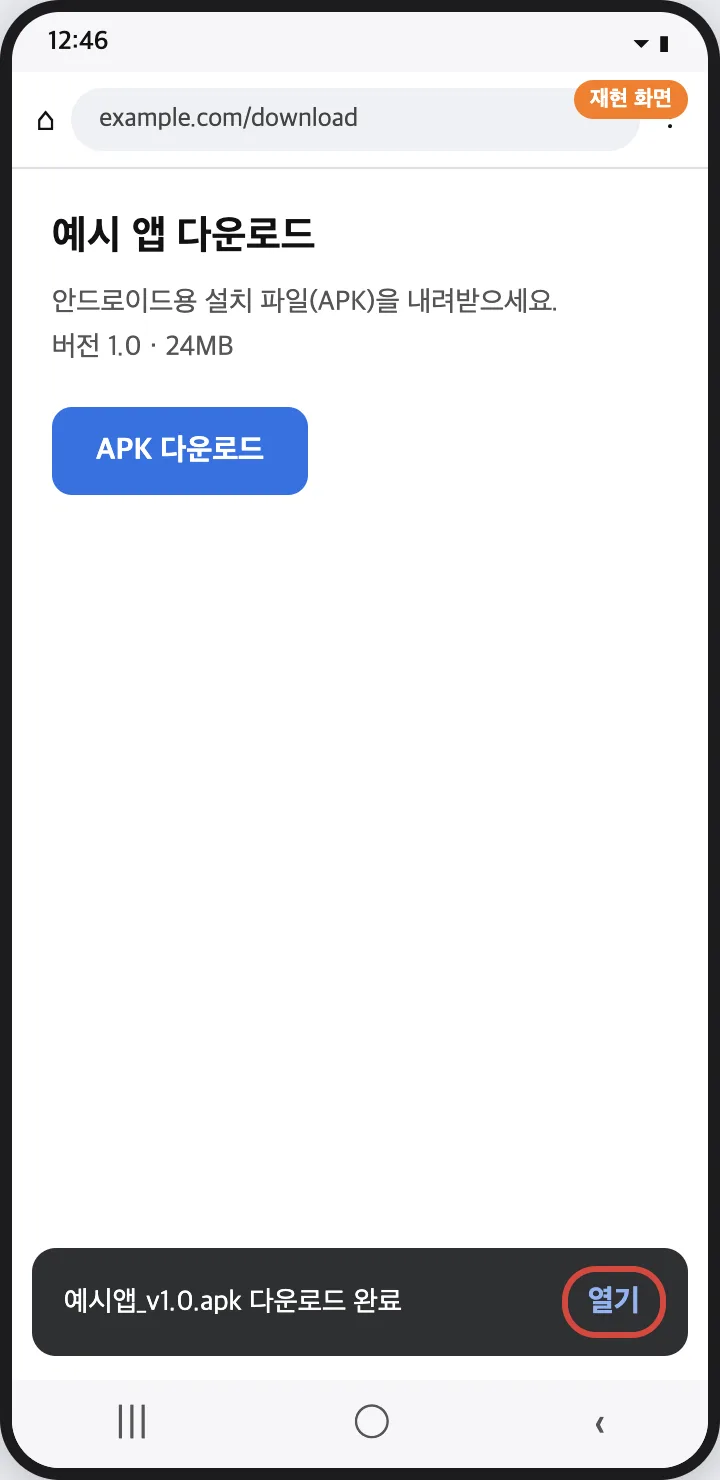 12:46
재현 화면
example.com/download
예시 앱 다운로드
안드로이드용 설치 파일(APK)을 내려받으세요.
버전 1.0 · 24MB
APK 다운로드
예시앱_v1.0.apk 다운로드 완료
열기